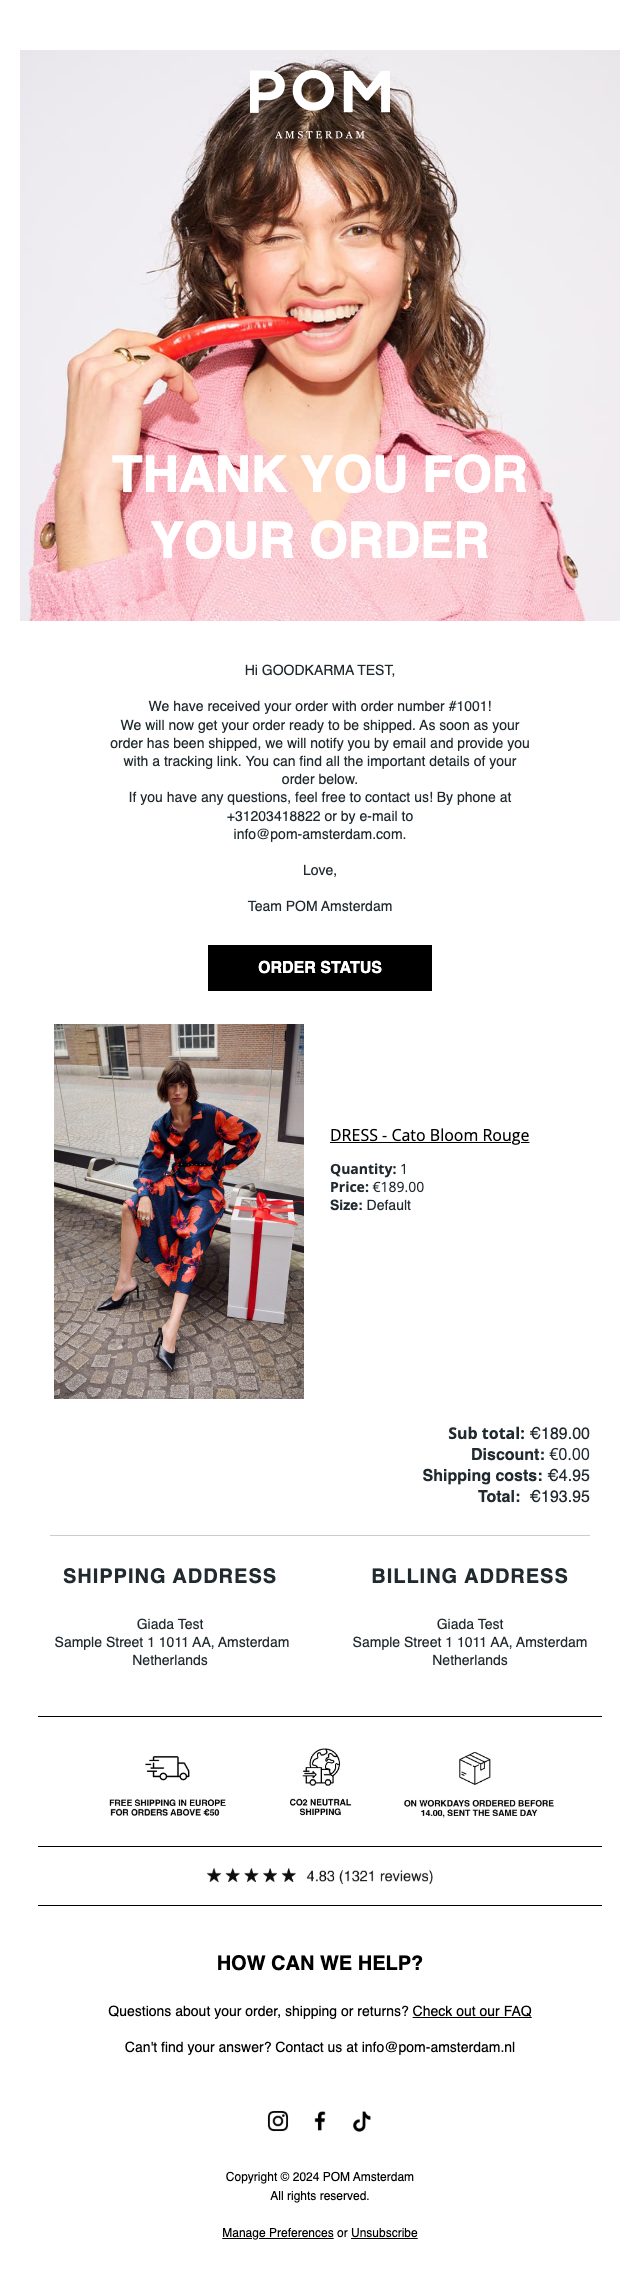 POM
AMSTERDAM
THANK YOU FOR
YOUR ORDER
Hi GOODKARMA TEST,
We have received your order with order number #1001!
We will now get your order ready to be shipped. As soon as your
order has been shipped, we will notify you by email and provide you
with a tracking link. You can find all the important details of your
order below.
If you have any questions, feel free to contact us! By phone at
+31203418822 or by e-mail to
info@pom-amsterdam.com.
Love,
Team POM Amsterdam
ORDER STATUS
DRESS - Cato Bloom Rouge
Quantity: 1
Price: €189.00
Size: Default
Sub total: €189.00
Discount: €0.00
Shipping costs: €4.95
Total: €193.95
SHIPPING ADDRESS
Giada Test
Sample Street 1 1011 AA, Amsterdam
Netherlands
BILLING ADDRESS
Giada Test
Sample Street 1 1011 AA, Amsterdam
Netherlands
FREE SHIPPING IN EUROPE
FOR ORDERS ABOVE €50
CO2 NEUTRAL
SHIPPING
ON WORKDAYS ORDERED BEFORE
14.00, SENT THE SAME DAY
★★★★★ 4.83 (1321 reviews)
HOW CAN WE HELP?
Questions about your order, shipping or returns? Check out our FAQ
Can't find your answer? Contact us at info@pom-amsterdam.nl
Copyright © 2024 POM Amsterdam
All rights reserved.
Manage Preferences or Unsubscribe